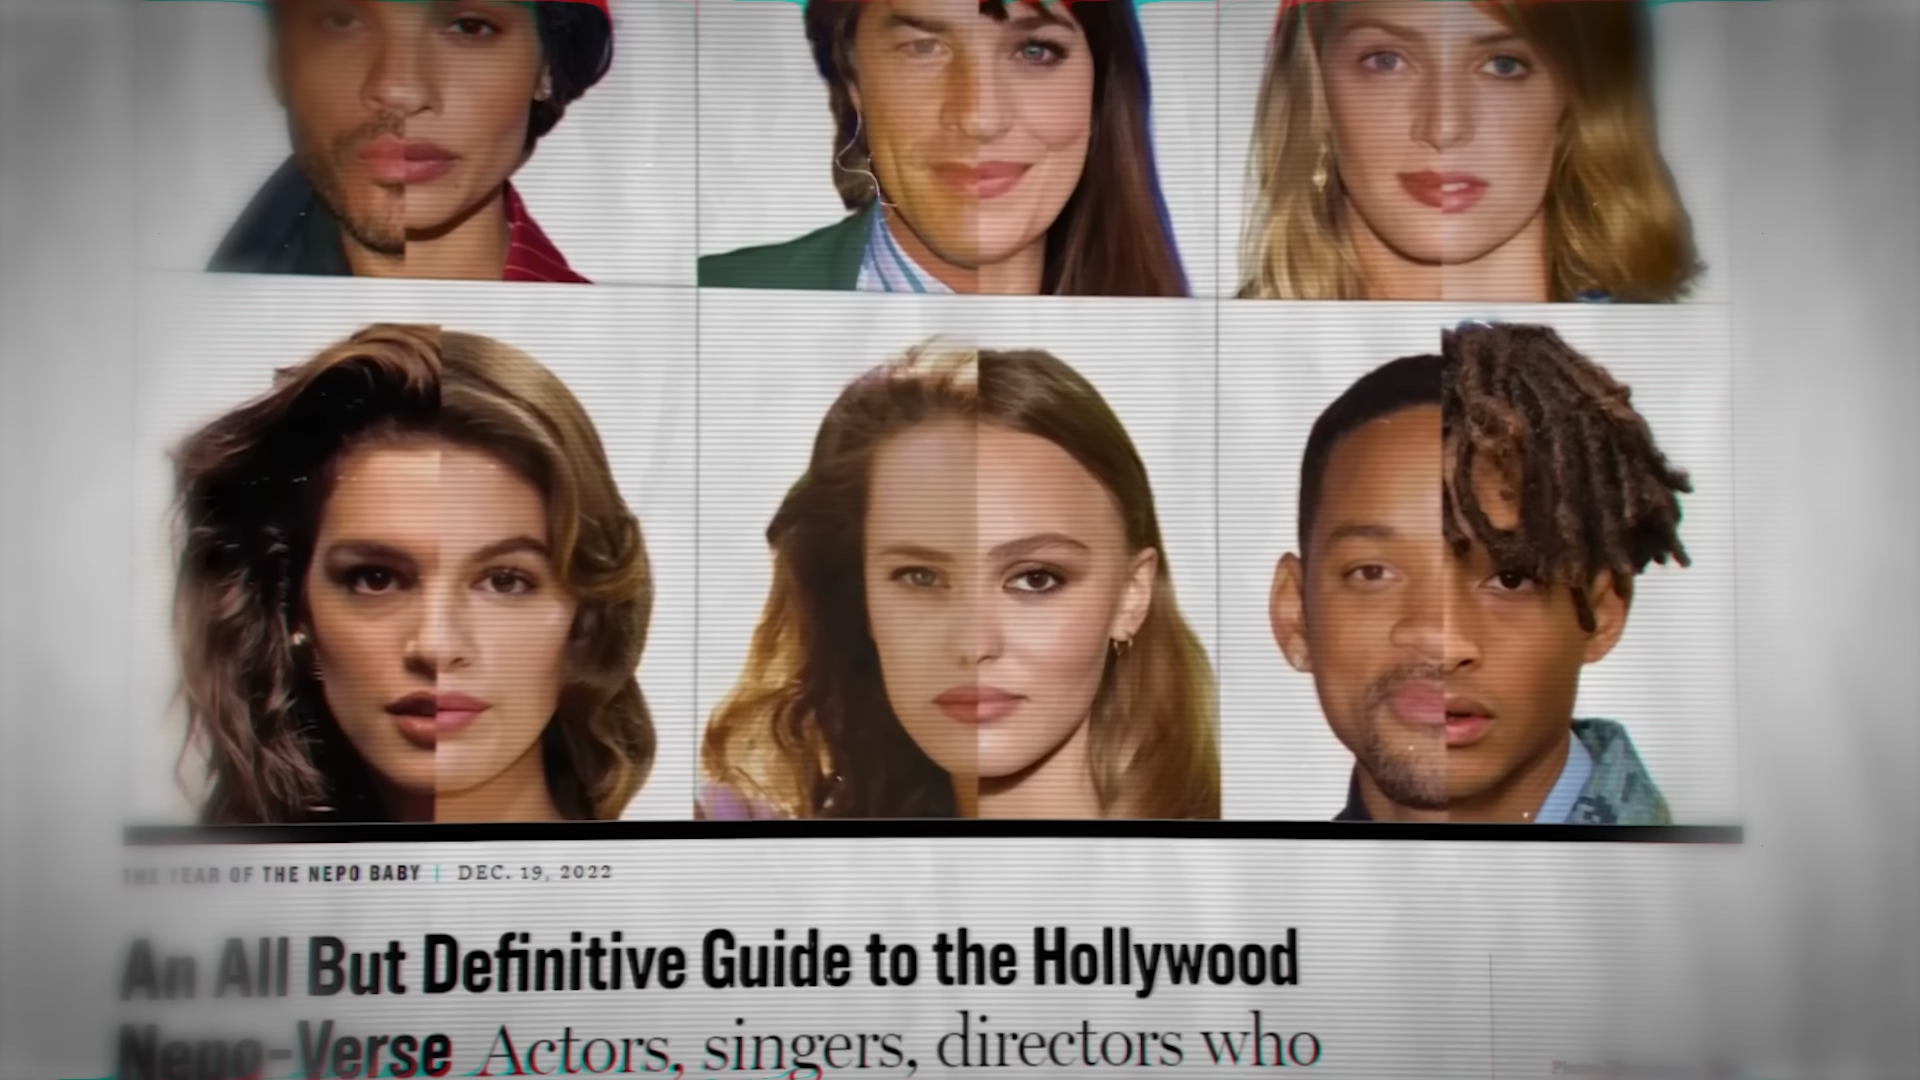 THE YEAR OF THE NEPO BABY | DEC. 19, 2022
An All But Definitive Guide to the Hollywood
Nepo-Verse Actors, singers, directors who